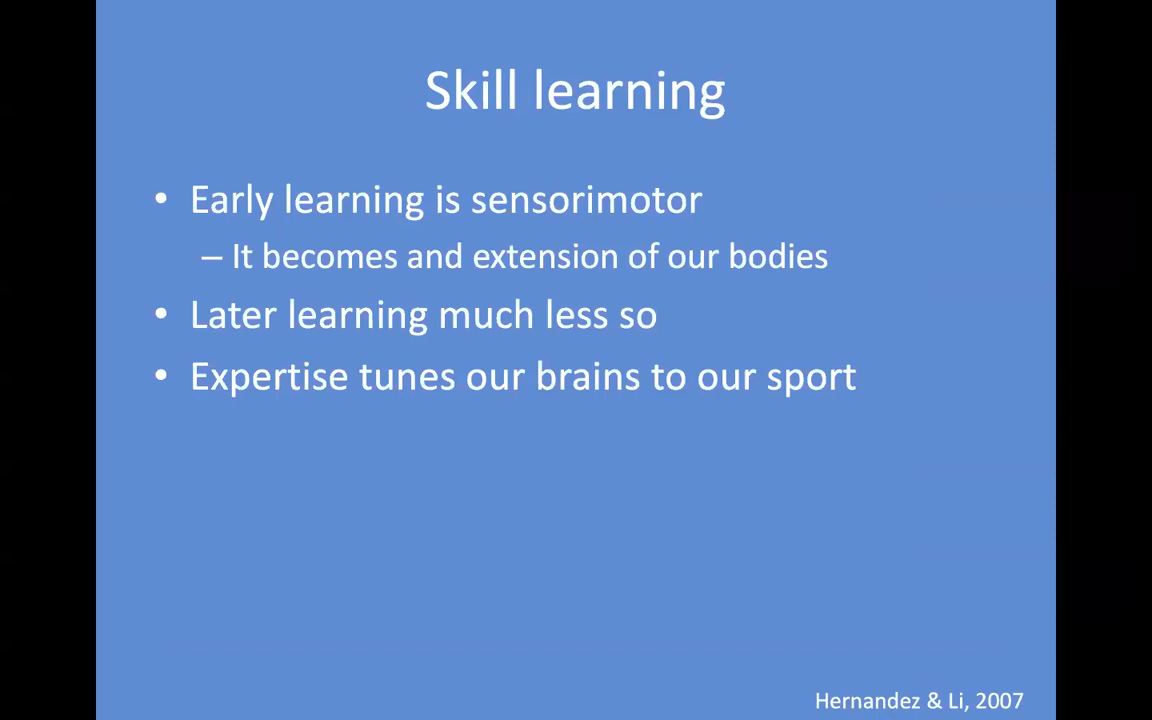 Skill learning
• Early learning is sensorimotor
– It becomes and extension of our bodies
• Later learning much less so
• Expertise tunes our brains to our sport
Hernandez & Li, 2007